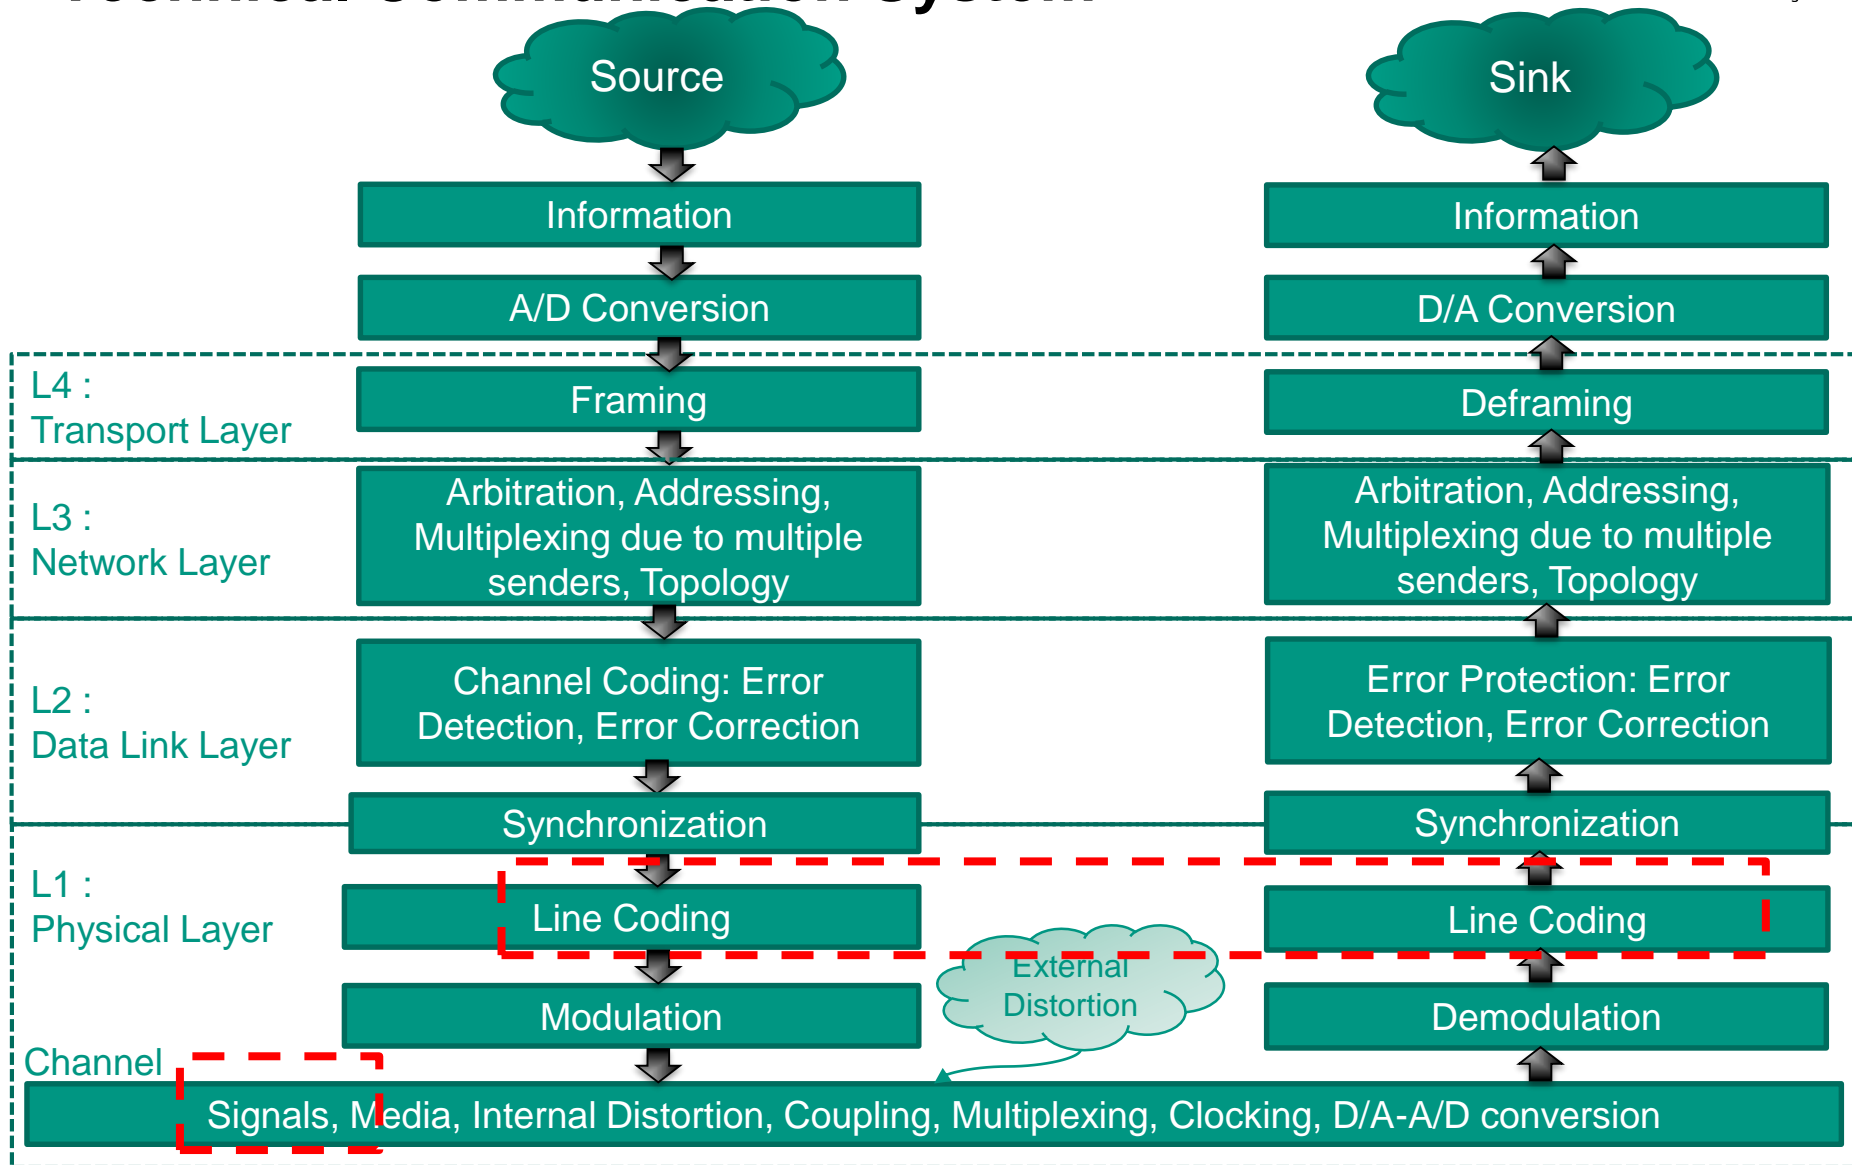 Technical Communication System
Source
Sink
Information
Information
A/D Conversion
D/A Conversion
L4 :
Transport Layer
Framing
Deframing
L3 :
Network Layer
Arbitration, Addressing,
Multiplexing due to multiple
senders, Topology
Arbitration, Addressing,
Multiplexing due to multiple
senders, Topology
L2 :
Data Link Layer
Channel Coding: Error
Detection, Error Correction
Error Protection: Error
Detection, Error Correction
Synchronization
Synchronization
L1 :
Physical Layer
Line Coding
Line Coding
External
Distortion
Modulation
Demodulation
Channel
Signals, Media, Internal Distortion, Coupling, Multiplexing, Clocking, D/A-A/D conversion